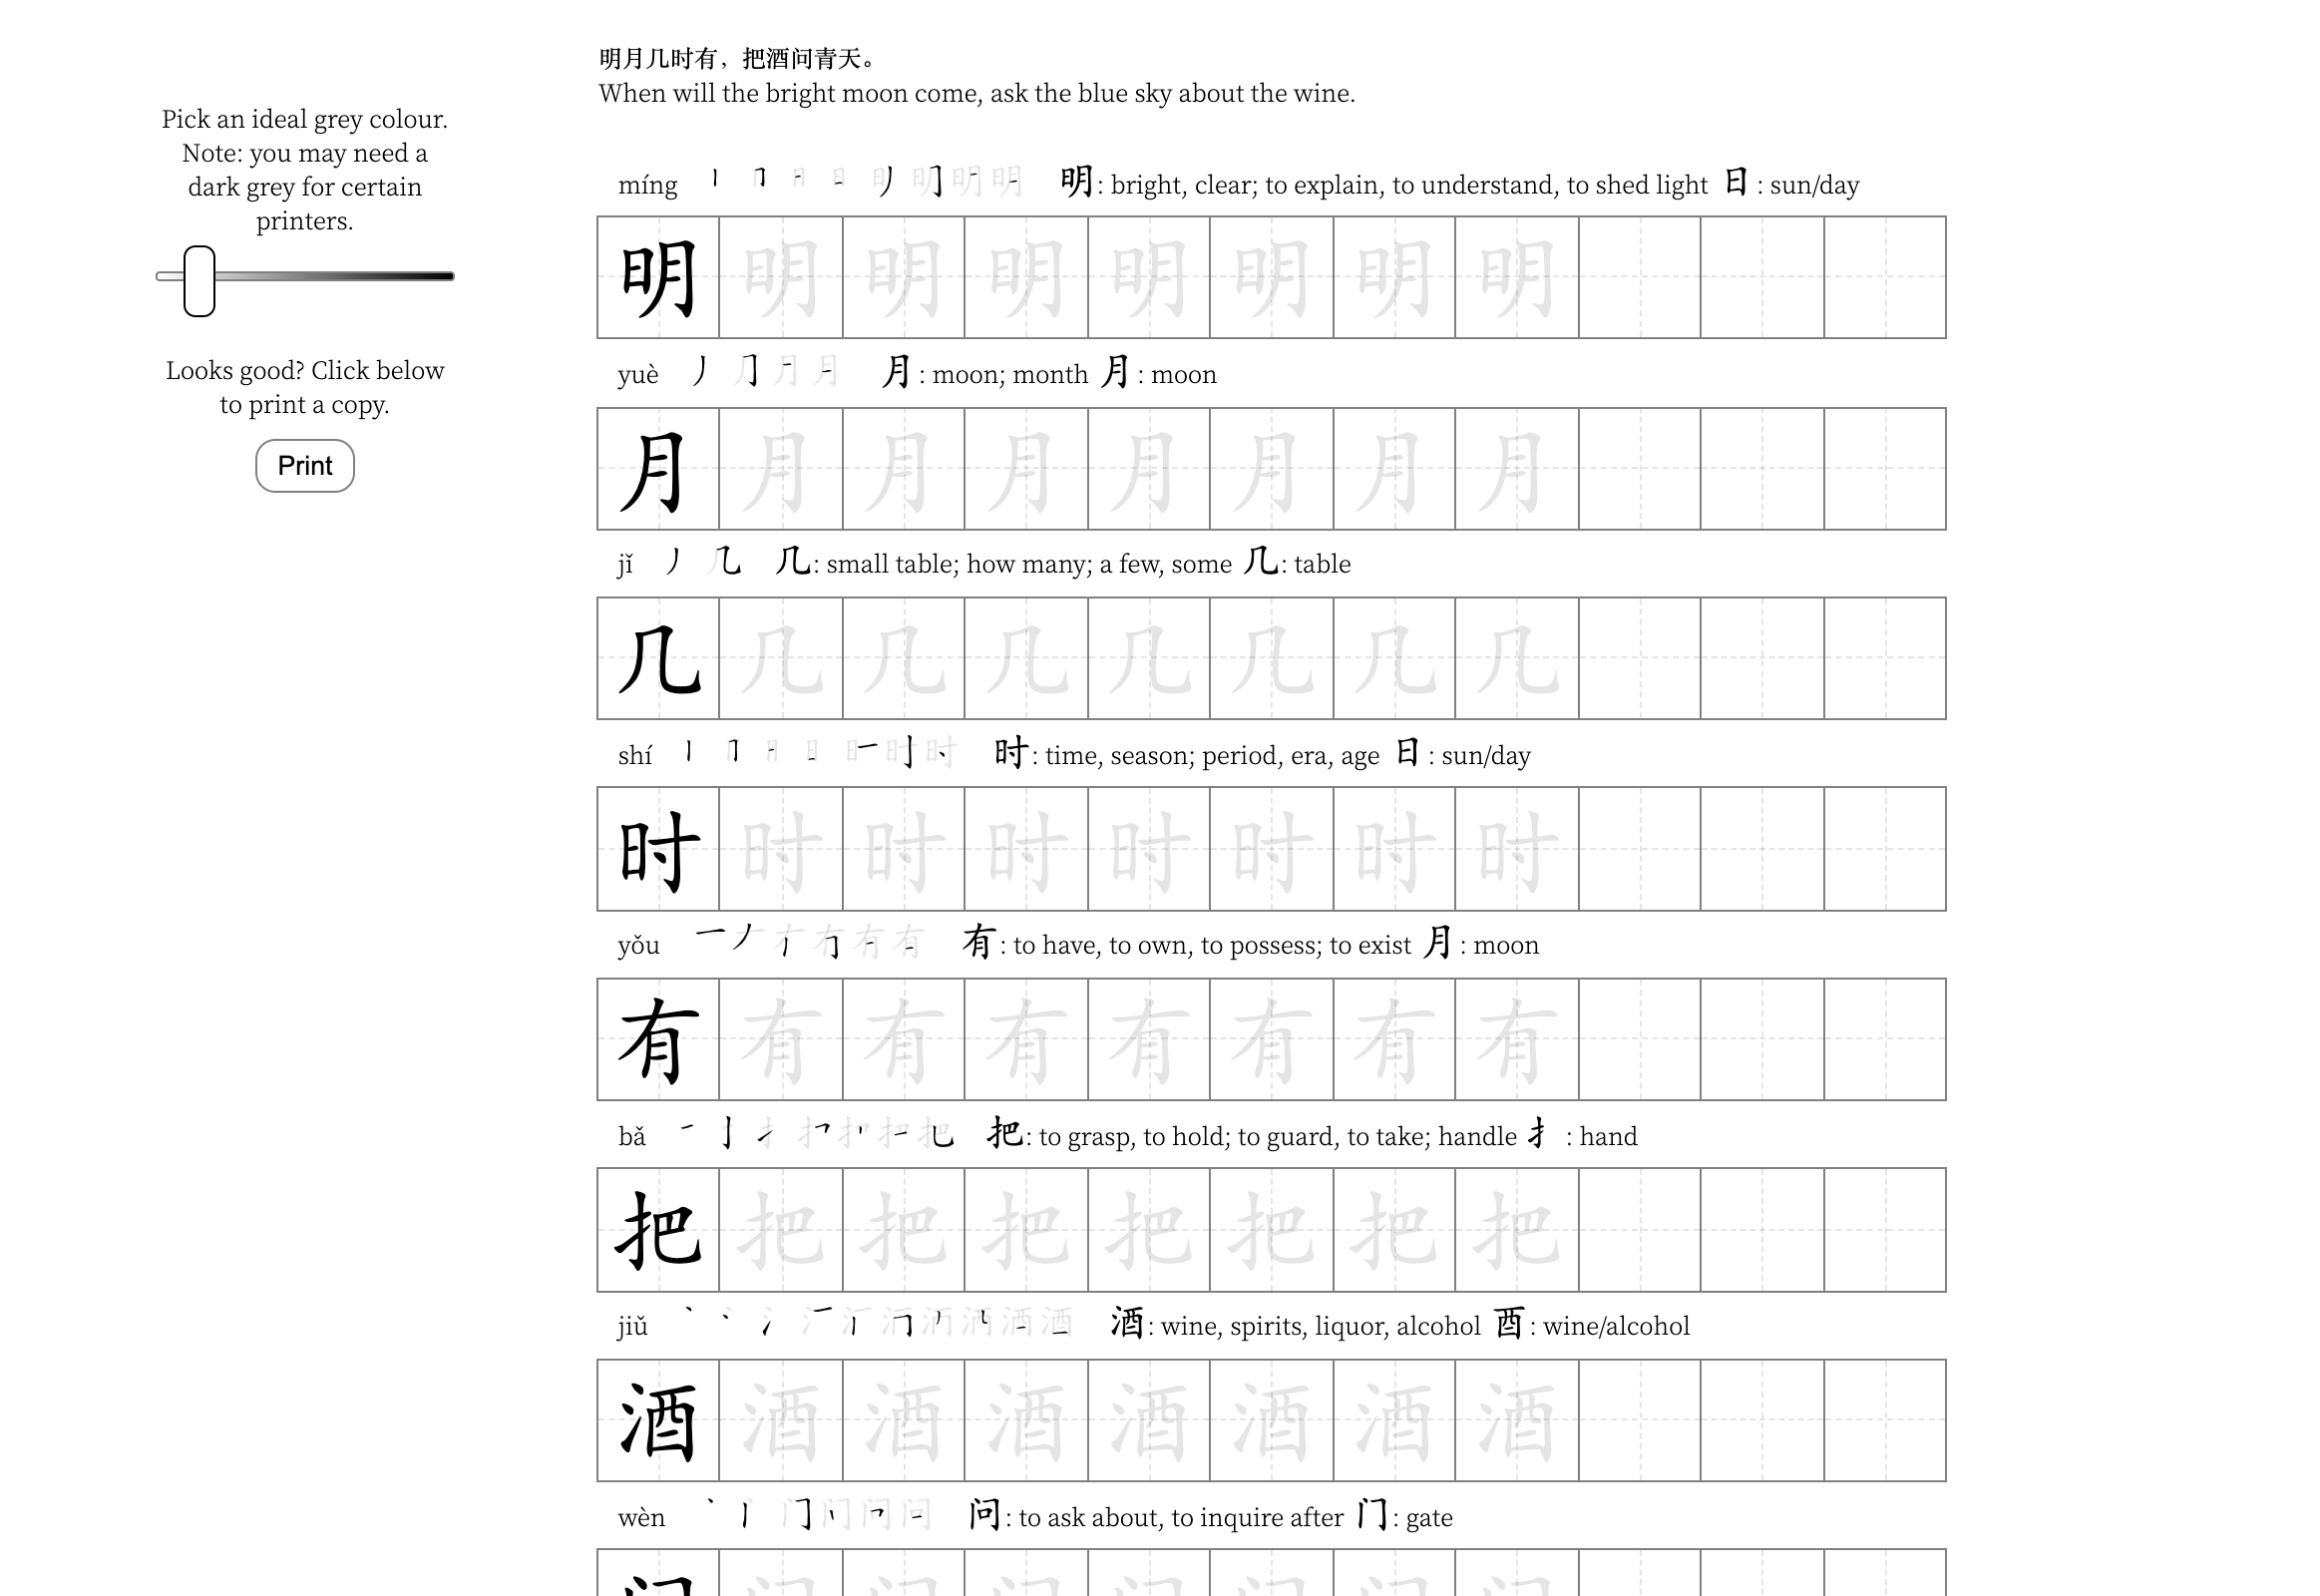 Pick an ideal grey colour.
Note: you may need a
dark grey for certain
printers.
Looks good? Click below
to print a copy.
Print
明月几时有，把酒问青天。
When will the bright moon come, ask the blue sky about the wine.
míng 明: bright, clear; to explain, to understand, to shed light 日: sun/day
明 明 明 明 明 明 明 明
yuè 月: moon; month 月: moon
月 月 月 月 月 月 月 月
jǐ 几: small table; how many; a few, some 几: table
几 几 几 几 几 几 几 几
shí 时: time, season; period, era, age 日: sun/day
时 时 时 时 时 时 时 时
yǒu 有: to have, to own, to possess; to exist 月: moon
有 有 有 有 有 有 有 有
bǎ 把: to grasp, to hold; to guard, to take; handle 扌: hand
把 把 把 把 把 把 把 把
jiǔ 酒: wine, spirits, liquor, alcohol 酉: wine/alcohol
酒 酒 酒 酒 酒 酒 酒 酒
wèn 问: to ask about, to inquire after 门: gate